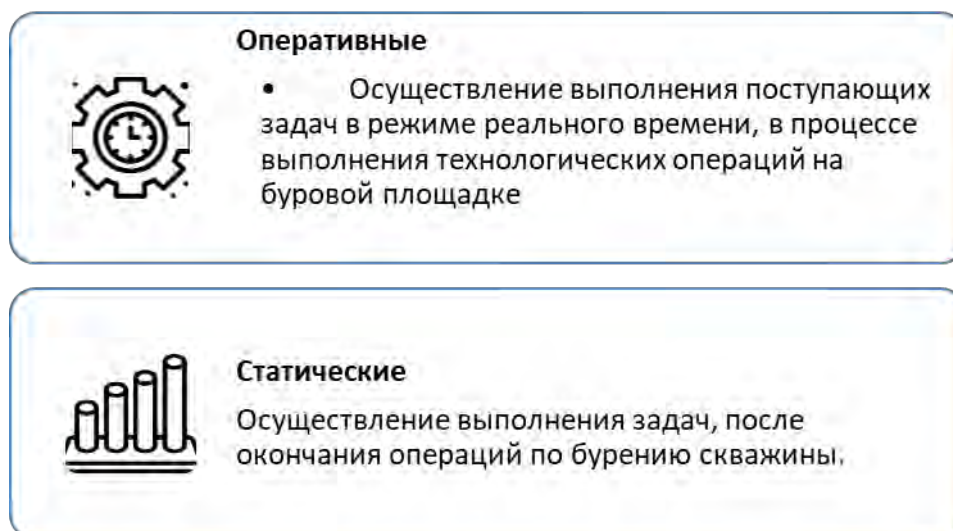 Оперативные
• Осуществление выполнения поступающих
задач в режиме реального времени, в процессе
выполнения технологических операций на
буровой площадке
Статические
Осуществление выполнения задач, после
окончания операций по бурению скважины.